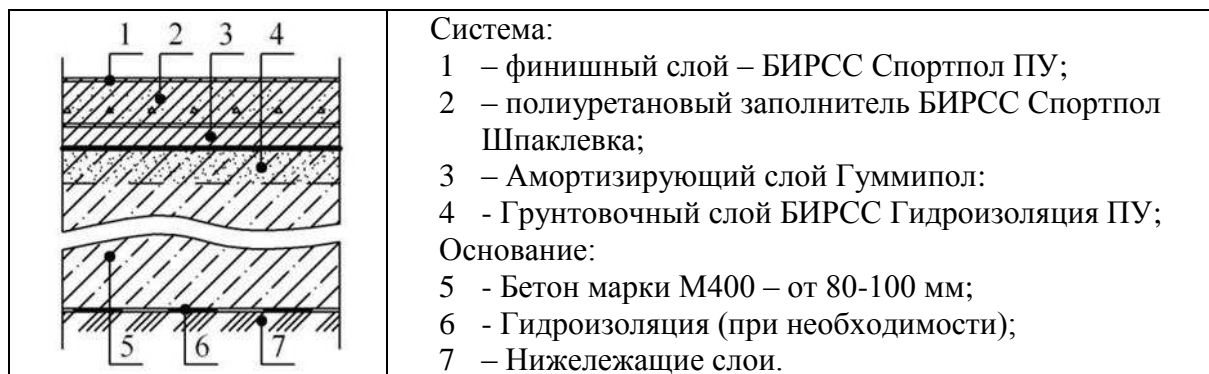 1 2 3 4
5 6 7
Система:
1 – финишный слой – БИРСС Спортпол ПУ;
2 – полиуретановый заполнитель БИРСС Спортпол
Шпаклевка;
3 – Амортизирующий слой Гуммипол:
4 - Грунтовочный слой БИРСС Гидроизоляция ПУ;
Основание:
5 - Бетон марки М400 – от 80-100 мм;
6 - Гидроизоляция (при необходимости);
7 – Нижележащие слои.